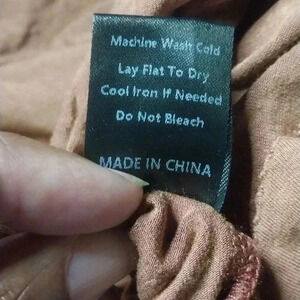 Machine Wash Cold
Lay Flat To Dry
Cool Iron If Needed
Do Not Bleach
MADE IN CHINA